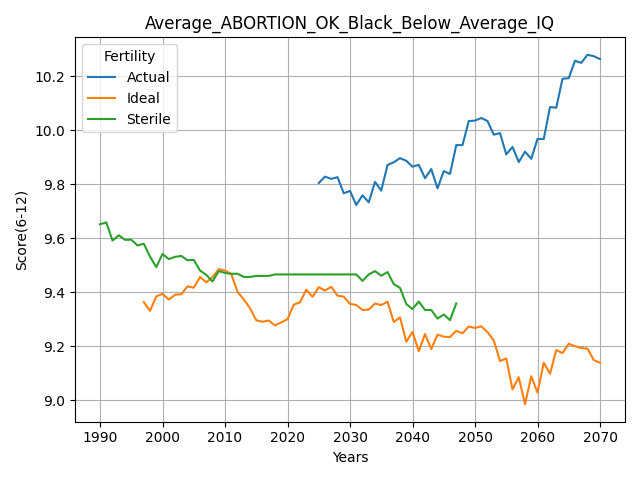 Average_ABORTION_OK_Black_Below_Average_IQ
Fertility
Actual
Ideal
Sterile
Score(6-12)
10.2
10.0
9.8
9.6
9.4
9.2
9.0
1990 2000 2010 2020 2030 2040 2050 2060 2070
Years